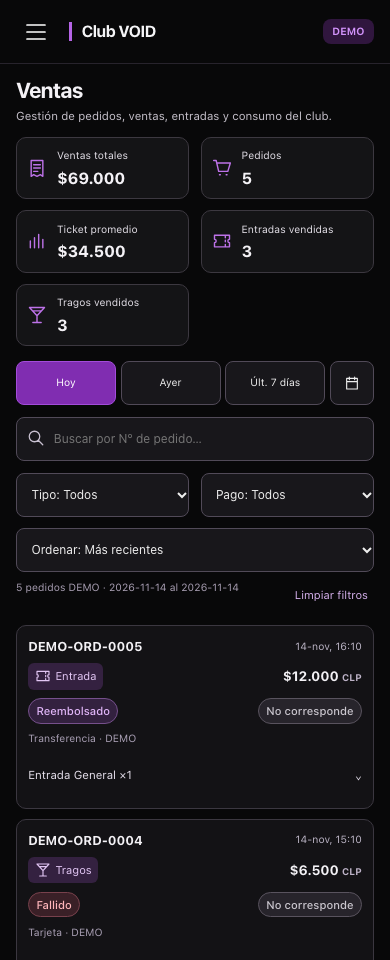 Club VOID
DEMO
Ventas
Gestión de pedidos, ventas, entradas y consumo del club.
Ventas totales
$69.000
Pedidos
5
Ticket promedio
$34.500
Entradas vendidas
3
Tragos vendidos
3
Hoy
Ayer
Últ. 7 días
Buscar por Nº de pedido...
Tipo: Todos
Pago: Todos
Ordenar: Más recientes
5 pedidos DEMO · 2026-11-14 al 2026-11-14
Limpiar filtros
DEMO-ORD-0005
14-nov, 16:10
Entrada
$12.000 CLP
Reembolsado
No corresponde
Transferencia · DEMO
Entrada General ×1
DEMO-ORD-0004
14-nov, 15:10
Tragos
$6.500 CLP
Fallido
No corresponde
Tarjeta · DEMO